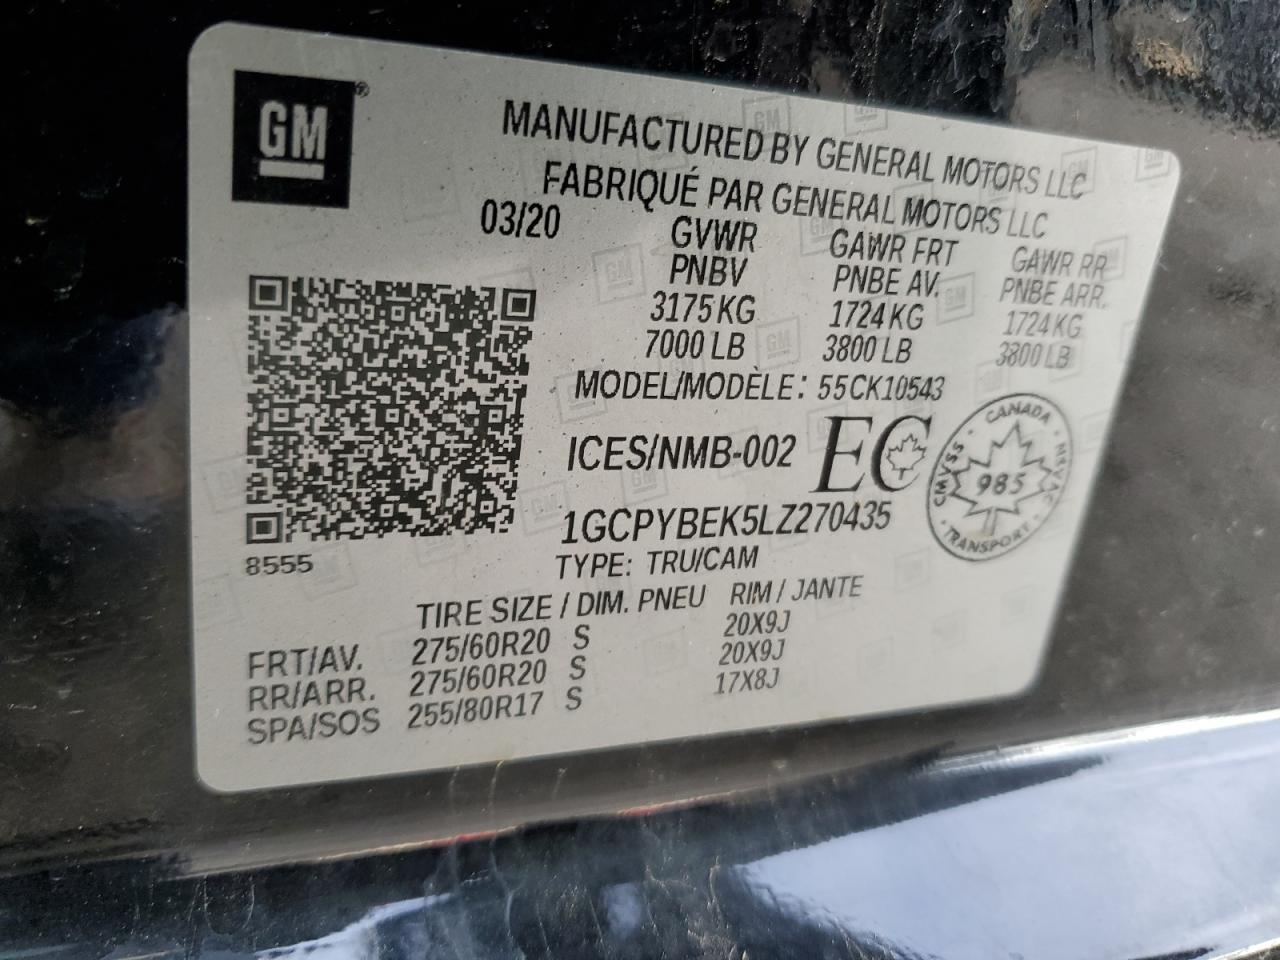 GM®
MANUFACTURED BY GENERAL MOTORS LLC
FABRIQUÉ PAR GENERAL MOTORS LLC
03/20 GVWR GAWR FRT GAWR RR
PNBV PNBE AV. PNBE ARR.
3175 KG 1724 KG 1724 KG
7000 LB 3800 LB 3800 LB
MODEL/MODÈLE: 55CK10543
ICES/NMB-002 EC
CANADA
CMVSS · NSVAC
985
TRANSPORT
1GCPYBEK5LZ270435
8555
TYPE: TRU/CAM
TIRE SIZE / DIM. PNEU RIM / JANTE
FRT/AV. 275/60R20 S 20X9J
RR/ARR. 275/60R20 S 20X9J
SPA/SOS 255/80R17 S 17X8J